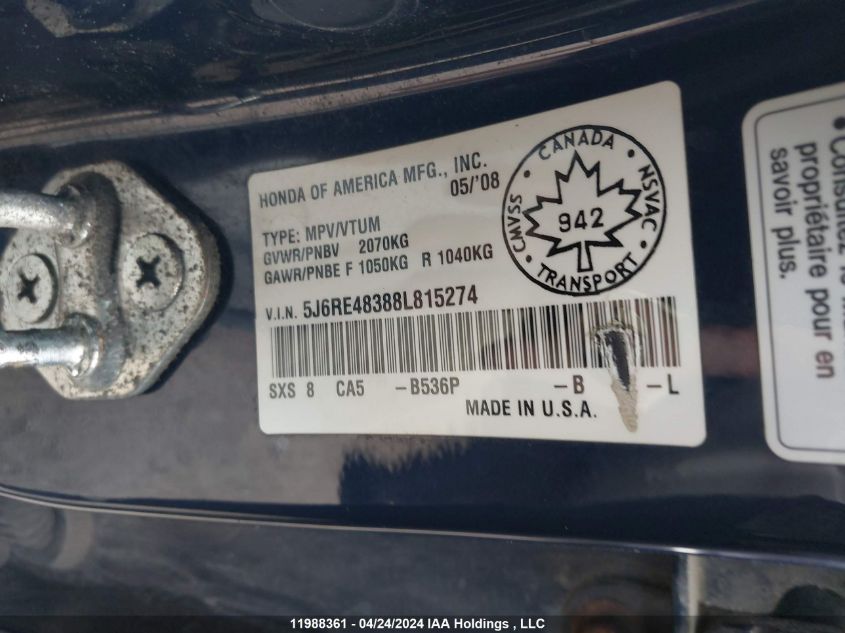 HONDA OF AMERICA MFG., INC.
05/'08
TYPE: MPV/VTUM
GVWR/PNBV 2070KG
GAWR/PNBE F 1050KG R 1040KG
V.I.N. 5J6RE48388L815274
SXS 8 CA5 -B536P -B -L
MADE IN U.S.A.
CANADA
CMVSS 942 NSVAC
TRANSPORT
• Consultez le
propriétaire pour en
savoir plus.
11988361 - 04/24/2024 IAA Holdings , LLC